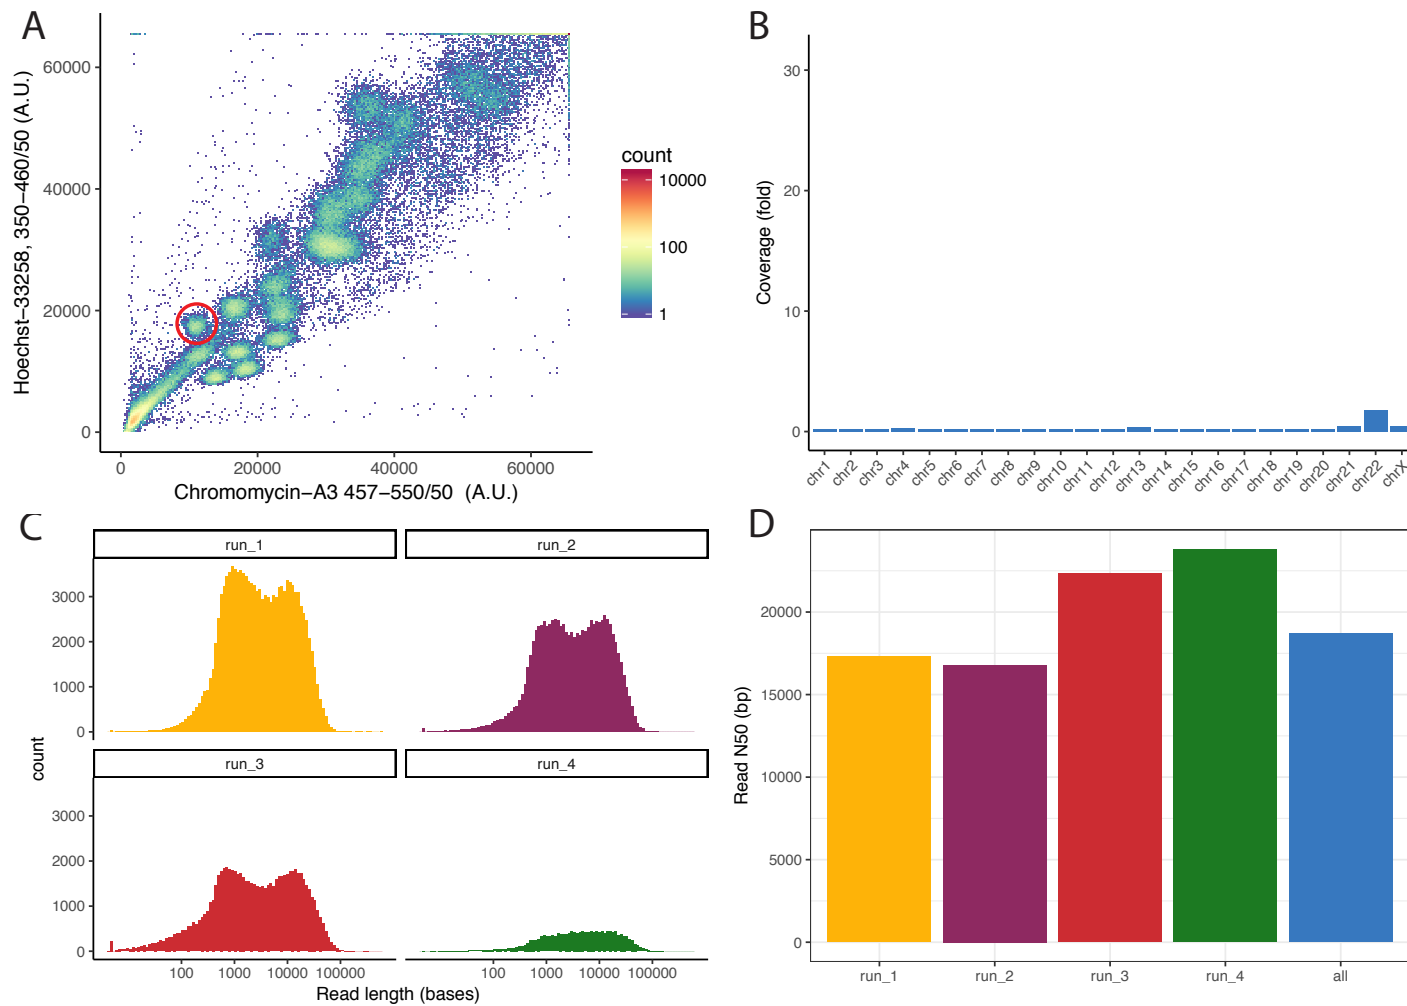 A
Hoechst−33258, 350−460/50 (A.U.)
60000
40000
20000
0
0 20000 40000 60000
Chromomycin−A3 457−550/50 (A.U.)
count
10000
100
1
B
Coverage (fold)
30
20
10
0
chr1 chr2 chr3 chr4 chr5 chr6 chr7 chr8 chr9 chr10 chr11 chr12 chr13 chr14 chr15 chr16 chr17 chr18 chr19 chr20 chr21 chr22 chrX
C
run_1 run_2
3000
2000
1000
0
count
run_3 run_4
3000
2000
1000
0
100 1000 10000 100000 100 1000 10000 100000
Read length (bases)
D
Read N50 (bp)
20000
15000
10000
5000
0
run_1 run_2 run_3 run_4 all